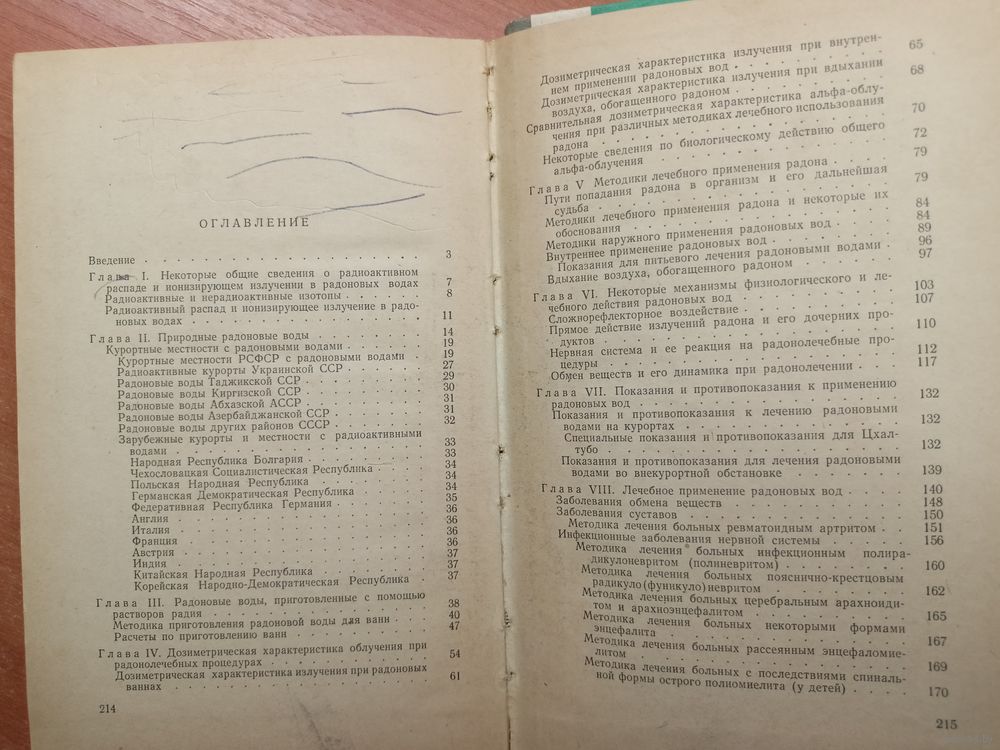 ОГЛАВЛЕНИЕ
Введение . . . . . . . . . . . . . . . . . . 3
Глава I. Некоторые общие сведения о радиоактивном
распаде и ионизирующем излучении в радоновых водах 7
Радиоактивные и нерадиоактивные изотопы . . . . . . 8
Радиоактивный распад и ионизирующее излучение в радо-
новых водах . . . . . . . . . . . . . . . . 11
Глава II. Природные радоновые воды . . . . . . . 14
Курортные местности с радоновыми водами . . . . . . 19
Курортные местности РСФСР с радоновыми водами . 19
Радиоактивные курорты Украинской ССР . . . . . . 27
Радоновые воды Таджикской ССР . . . . . . . . 29
Радоновые воды Киргизской ССР . . . . . . . . 30
Радоновые воды Абхазской АССР . . . . . . . . 31
Радоновые воды Азербайджанской ССР . . . . . . 31
Радоновые воды других районов СССР . . . . . . 32
Зарубежные курорты и местности с радиоактивными
водами . . . . . . . . . . . . . . . . . 33
Народная Республика Болгария . . . . . . . . 33
Чехословацкая Социалистическая Республика . . . . 34
Польская Народная Республика . . . . . . . . 34
Германская Демократическая Республика . . . . . 34
Федеративная Республика Германия . . . . . . . 35
Англия . . . . . . . . . . . . . . . . . 36
Италия . . . . . . . . . . . . . . . . . 36
Франция . . . . . . . . . . . . . . . . 36
Австрия . . . . . . . . . . . . . . . . 36
Индия . . . . . . . . . . . . . . . . . 37
Китайская Народная Республика . . . . . . . . 37
Корейская Народно-Демократическая Республика . . 37
Глава III. Радоновые воды, приготовленные с помощью
растворов радия . . . . . . . . . . . . . . 38
Методика приготовления радоновой воды для ванн . . . 40
Расчеты по приготовлению ванн . . . . . . . . . 47
Глава IV. Дозиметрическая характеристика облучения при
радонолечебных процедурах . . . . . . . . . . . 54
Дозиметрическая характеристика излучения при радоновых
ваннах . . . . . . . . . . . . . . . . . . 61
214
Дозиметрическая характеристика излучения при внутрен-
нем применении радоновых вод . . . . . . . . . 65
Дозиметрическая характеристика излучения при вдыхании
воздуха, обогащенного радоном . . . . . . . . . 68
Сравнительная дозиметрическая характеристика альфа-облу-
чения при различных методиках лечебного использования
радона . . . . . . . . . . . . . . . . . . 70
Некоторые сведения по биологическому действию общего
альфа-облучения . . . . . . . . . . . . . . 72
Глава V Методики лечебного применения радона . . . . 79
Пути попадания радона в организм и его дальнейшая
судьба . . . . . . . . . . . . . . . . . . 79
Методики лечебного применения радона и некоторые их
обоснования . . . . . . . . . . . . . . . . 84
Методики наружного применения радоновых вод . . . . 84
Внутреннее применение радоновых вод . . . . . . . 89
Показания для питьевого лечения радоновыми водами . 96
Вдыхание воздуха, обогащенного радоном . . . . . . 97
Глава VI. Некоторые механизмы физиологического и ле-
чебного действия радоновых вод . . . . . . . . . 103
Сложнорефлекторное воздействие . . . . . . . . . 107
Прямое действие излучений радона и его дочерних про-
дуктов . . . . . . . . . . . . . . . . . . 110
Нервная система и ее реакция на радонолечебные про-
цедуры . . . . . . . . . . . . . . . . . . 112
Обмен веществ и его динамика при радонолечении . . . 117
Глава VII. Показания и противопоказания к применению
радоновых вод . . . . . . . . . . . . . . . 132
Показания и противопоказания к лечению радоновыми
водами на курортах . . . . . . . . . . . . . 132
Специальные показания и противопоказания для Цхал-
тубо . . . . . . . . . . . . . . . . . . 132
Показания и противопоказания для лечения радоновыми
водами во внекурортной обстановке . . . . . . . 139
Глава VIII. Лечебное применение радоновых вод . . . . 140
Заболевания обмена веществ . . . . . . . . . . 148
Заболевания суставов . . . . . . . . . . . . 150
Методика лечения больных ревматоидным артритом . . 151
Инфекционные заболевания нервной системы . . . . . 156
Методика лечения больных инфекционным полира-
дикулоневритом (полиневритом) . . . . . . . . 160
Методика лечения больных пояснично-крестцовым
радикуло(фуникуло)невритом . . . . . . . . . 162
Методика лечения больных церебральным арахноиди-
том и арахноэнцефалитом . . . . . . . . . . 165
Методика лечения больных некоторыми формами
энцефалита . . . . . . . . . . . . . . . 167
Методика лечения больных рассеянным энцефаломие-
литом . . . . . . . . . . . . . . . . . 169
Методика лечения больных с последствиями спиналь-
ной формы острого полиомиелита (у детей) . . . . 170
215